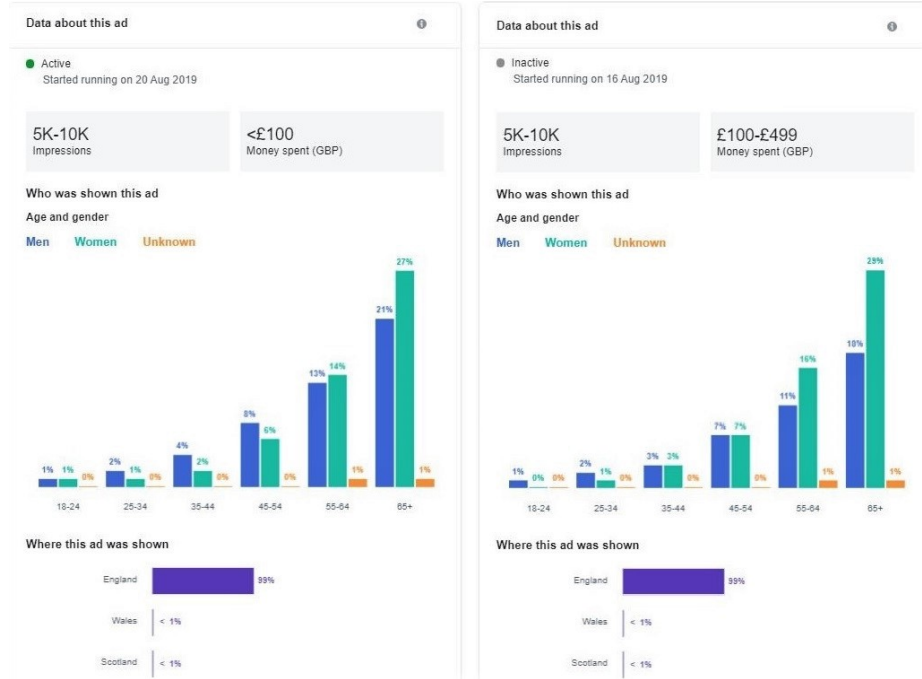 Data about this ad
Active
Started running on 20 Aug 2019
5K-10K
Impressions
<£100
Money spent (GBP)
Who was shown this ad
Age and gender
Men Women Unknown
27%
21%
13% 14%
8%
6%
4%
2%
2% 1% 0%
1% 1% 0%
0%
0%
1%
1%
18-24 25-34 35-44 45-54 55-64 65+
Where this ad was shown
England 99%
Wales < 1%
Scotland < 1%
Data about this ad
Inactive
Started running on 16 Aug 2019
5K-10K
Impressions
£100-£499
Money spent (GBP)
Who was shown this ad
Age and gender
Men Women Unknown
29%
18%
16%
11%
7% 7%
3% 3%
2% 1% 0%
1% 0% 0%
0%
0%
1%
1%
18-24 25-34 35-44 45-54 55-64 65+
Where this ad was shown
England 99%
Wales < 1%
Scotland < 1%